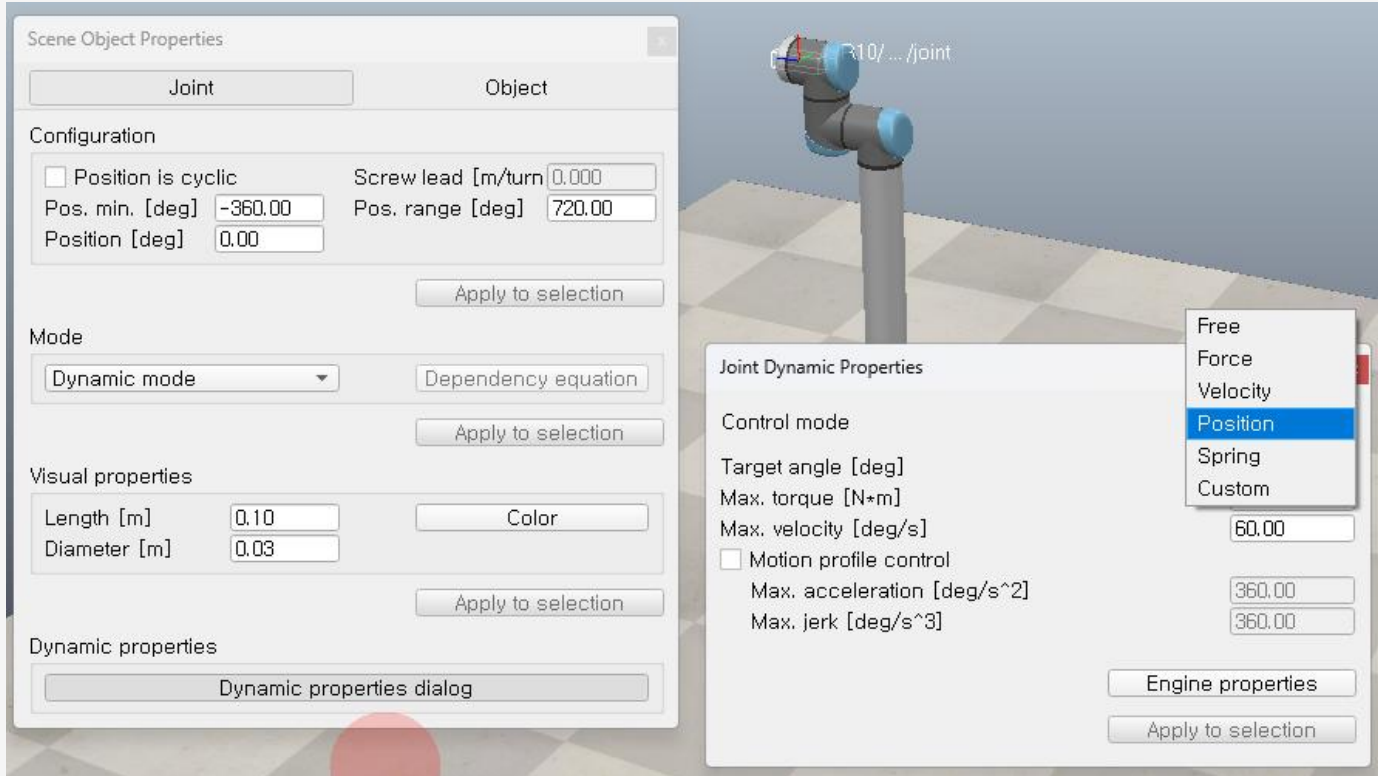 Scene Object Properties
x
Joint
Object
Configuration
Position is cyclic
Screw lead [m/turn
0.000
Pos. min. [deg]
-360.00
Pos. range [deg]
720.00
Position [deg]
0.00
Apply to selection
Mode
Dynamic mode
Dependency equation
Apply to selection
Visual properties
Length [m]
0.10
Color
Diameter [m]
0.03
Apply to selection
Dynamic properties
Dynamic properties dialog
R10/ ... /joint
Joint Dynamic Properties
Control mode
Target angle [deg]
Max. torque [N*m]
Max. velocity [deg/s]
60.00
Motion profile control
Max. acceleration [deg/s^2]
360.00
Max. jerk [deg/s^3]
360.00
Engine properties
Apply to selection
Free
Force
Velocity
Position
Spring
Custom